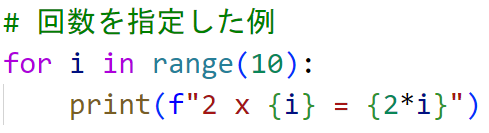 # 回数を指定した例
for i in range(10):
    print(f"2 x {i} = {2*i}")